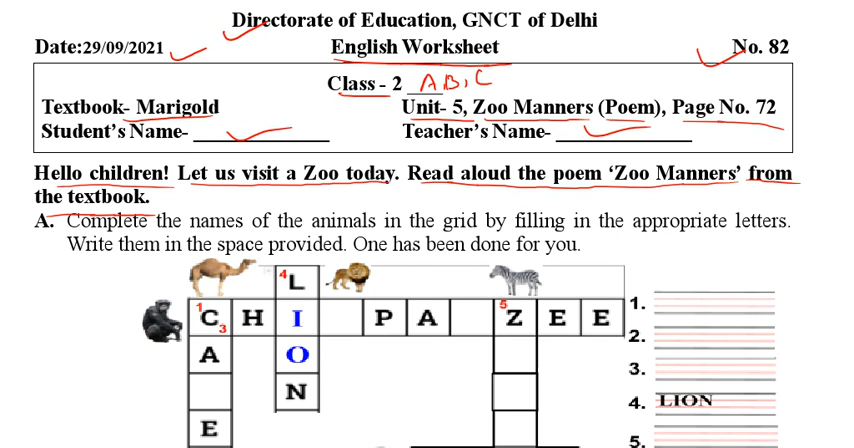 Directorate of Education, GNCT of Delhi
Date:29/09/2021 English Worksheet No. 82
Class - 2 A B, C
Textbook- Marigold Unit- 5, Zoo Manners (Poem), Page No. 72
Student's Name- Teacher's Name-
Hello children! Let us visit a Zoo today. Read aloud the poem ‘Zoo Manners’ from
the textbook.
A. Complete the names of the animals in the grid by filling in the appropriate letters.
Write them in the space provided. One has been done for you.
4 L
1 C 3 H I P A 5 Z E E 1.
2.
A O
3.
N 4. LION
E
5.